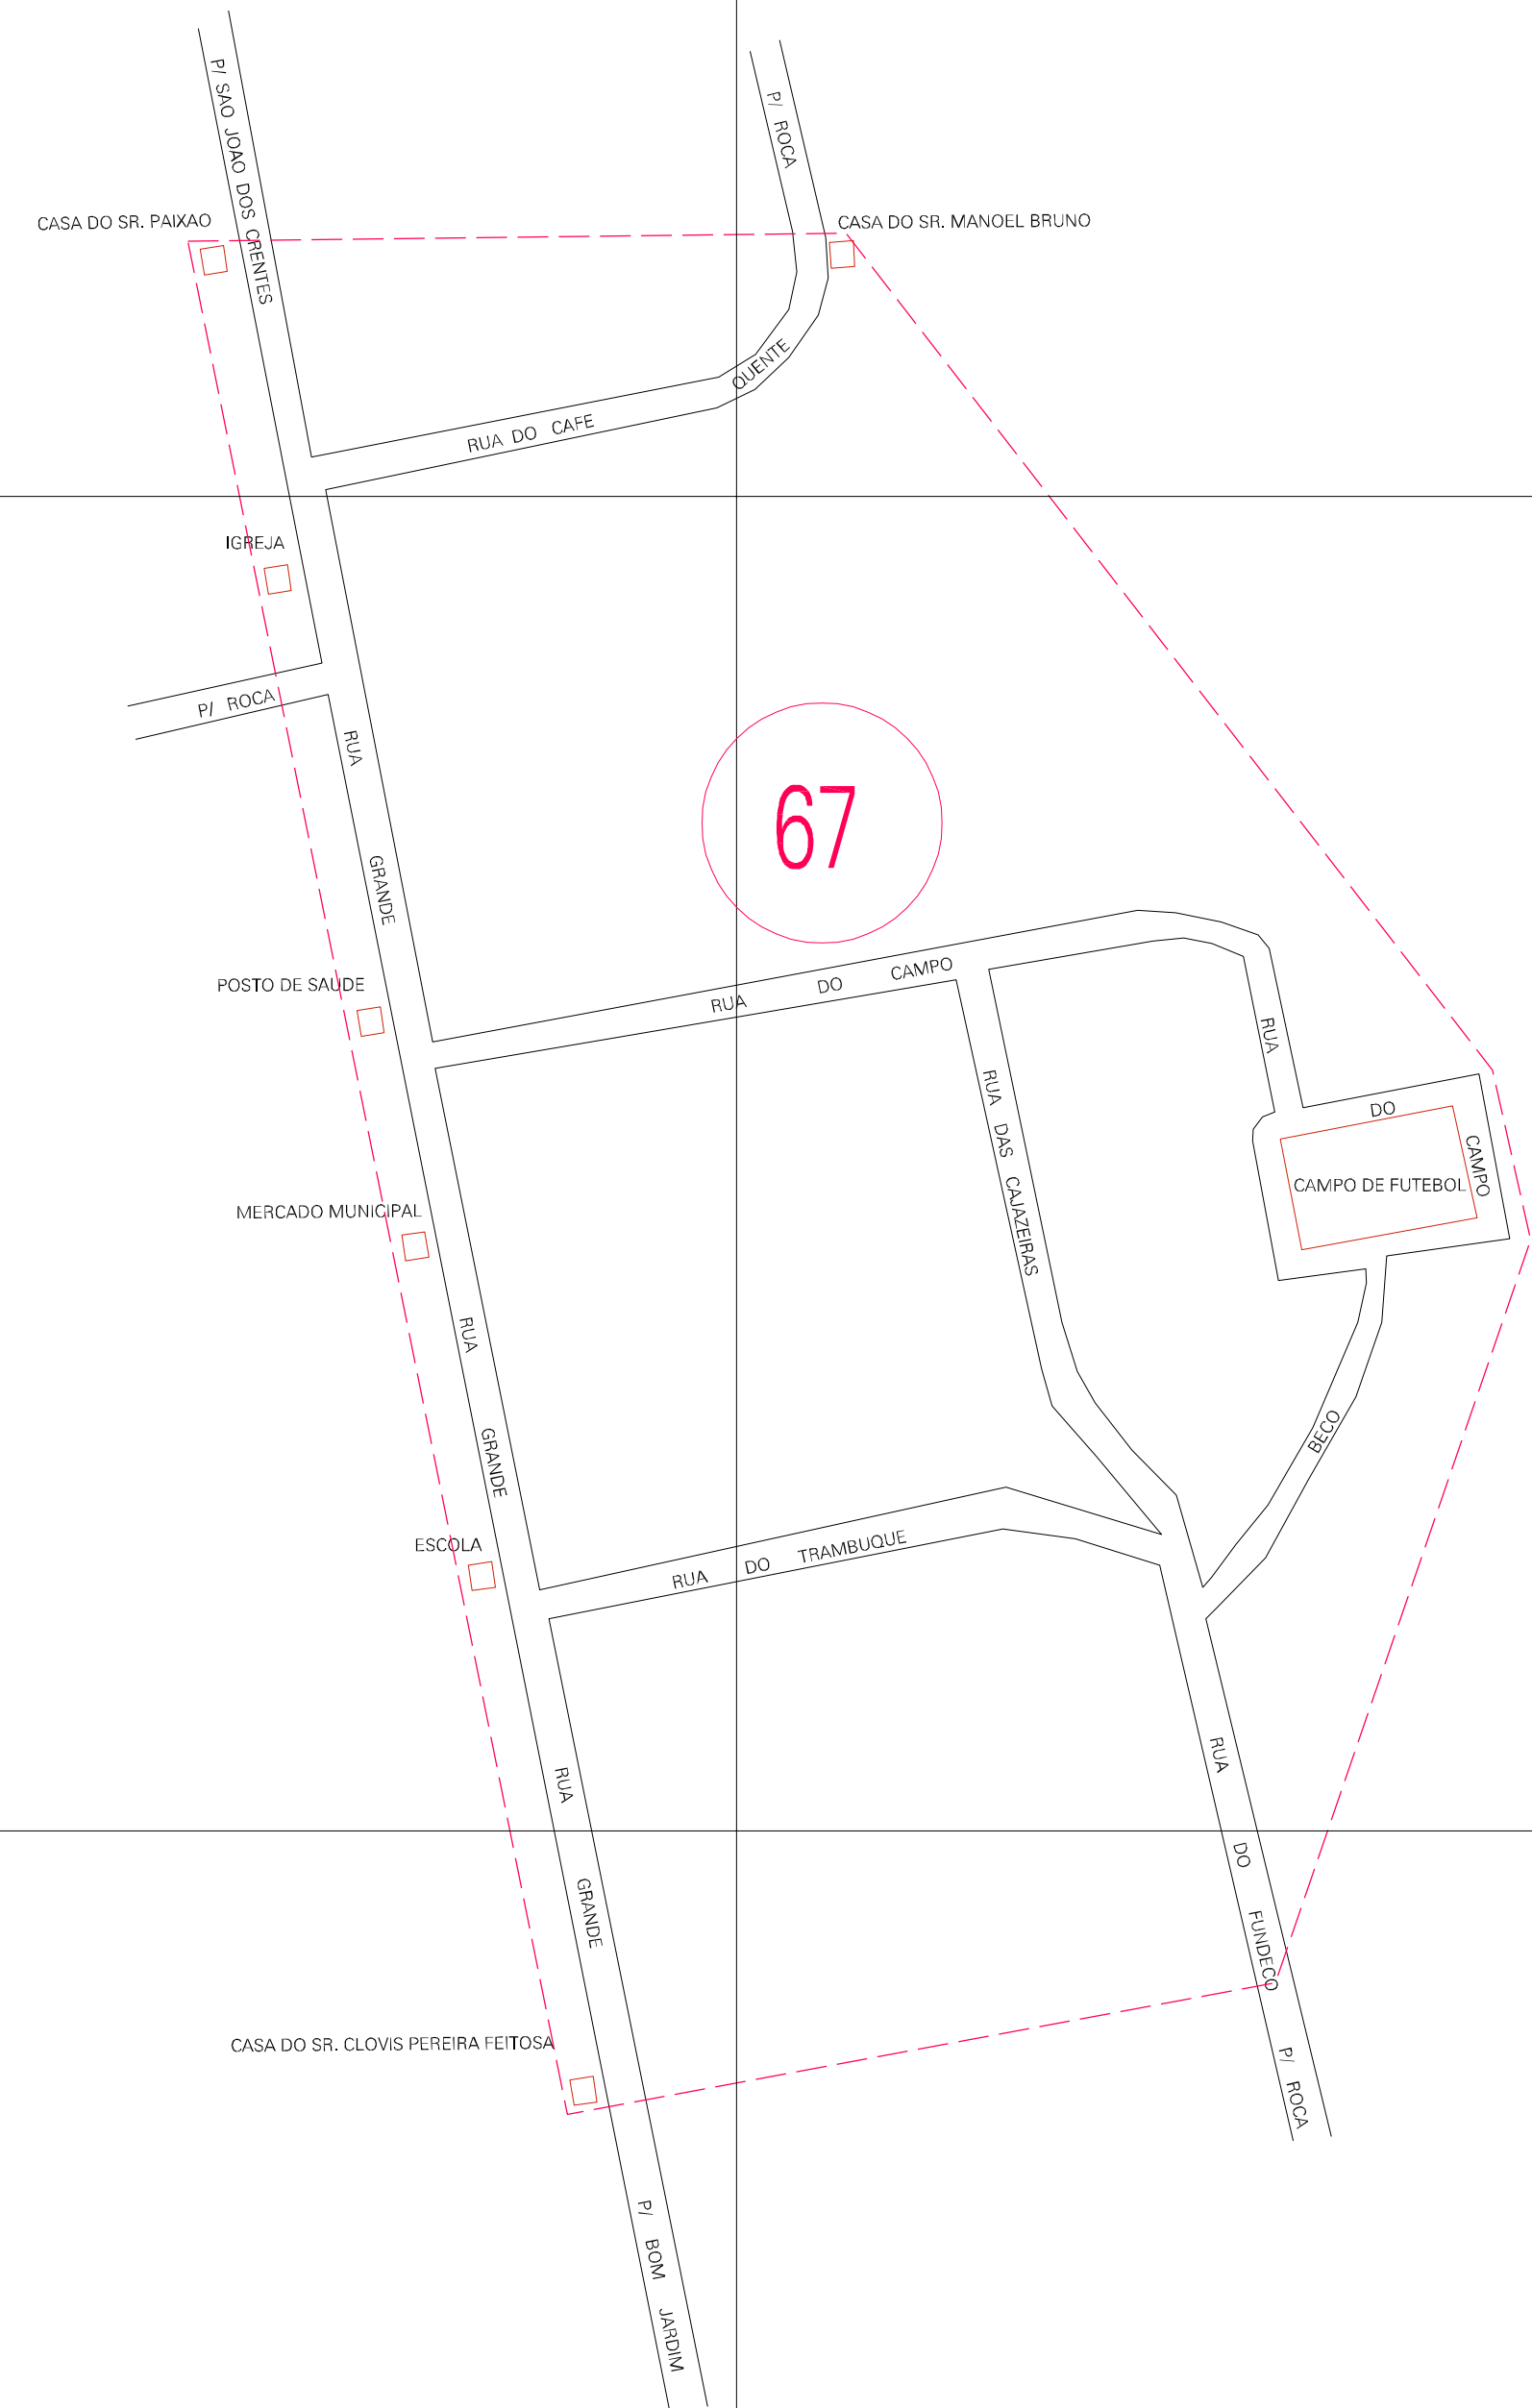 P/ SAO JOAO DOS CRENTES
P/ ROCA
CASA DO SR. PAIXAO
CASA DO SR. MANOEL BRUNO
RUA DO CAFE QUENTE
IGREJA
P/ ROCA
RUA GRANDE
67
POSTO DE SAUDE
RUA DO CAMPO
RUA DO CAMPO
RUA DAS CAJAZEIRAS
CAMPO DE FUTEBOL
MERCADO MUNICIPAL
RUA GRANDE
BECO
ESCOLA
RUA DO TRAMBUQUE
RUA GRANDE
RUA DO FUNDECO
CASA DO SR. CLOVIS PEREIRA FEITOSA
P/ ROCA
P/ BOM JARDIM